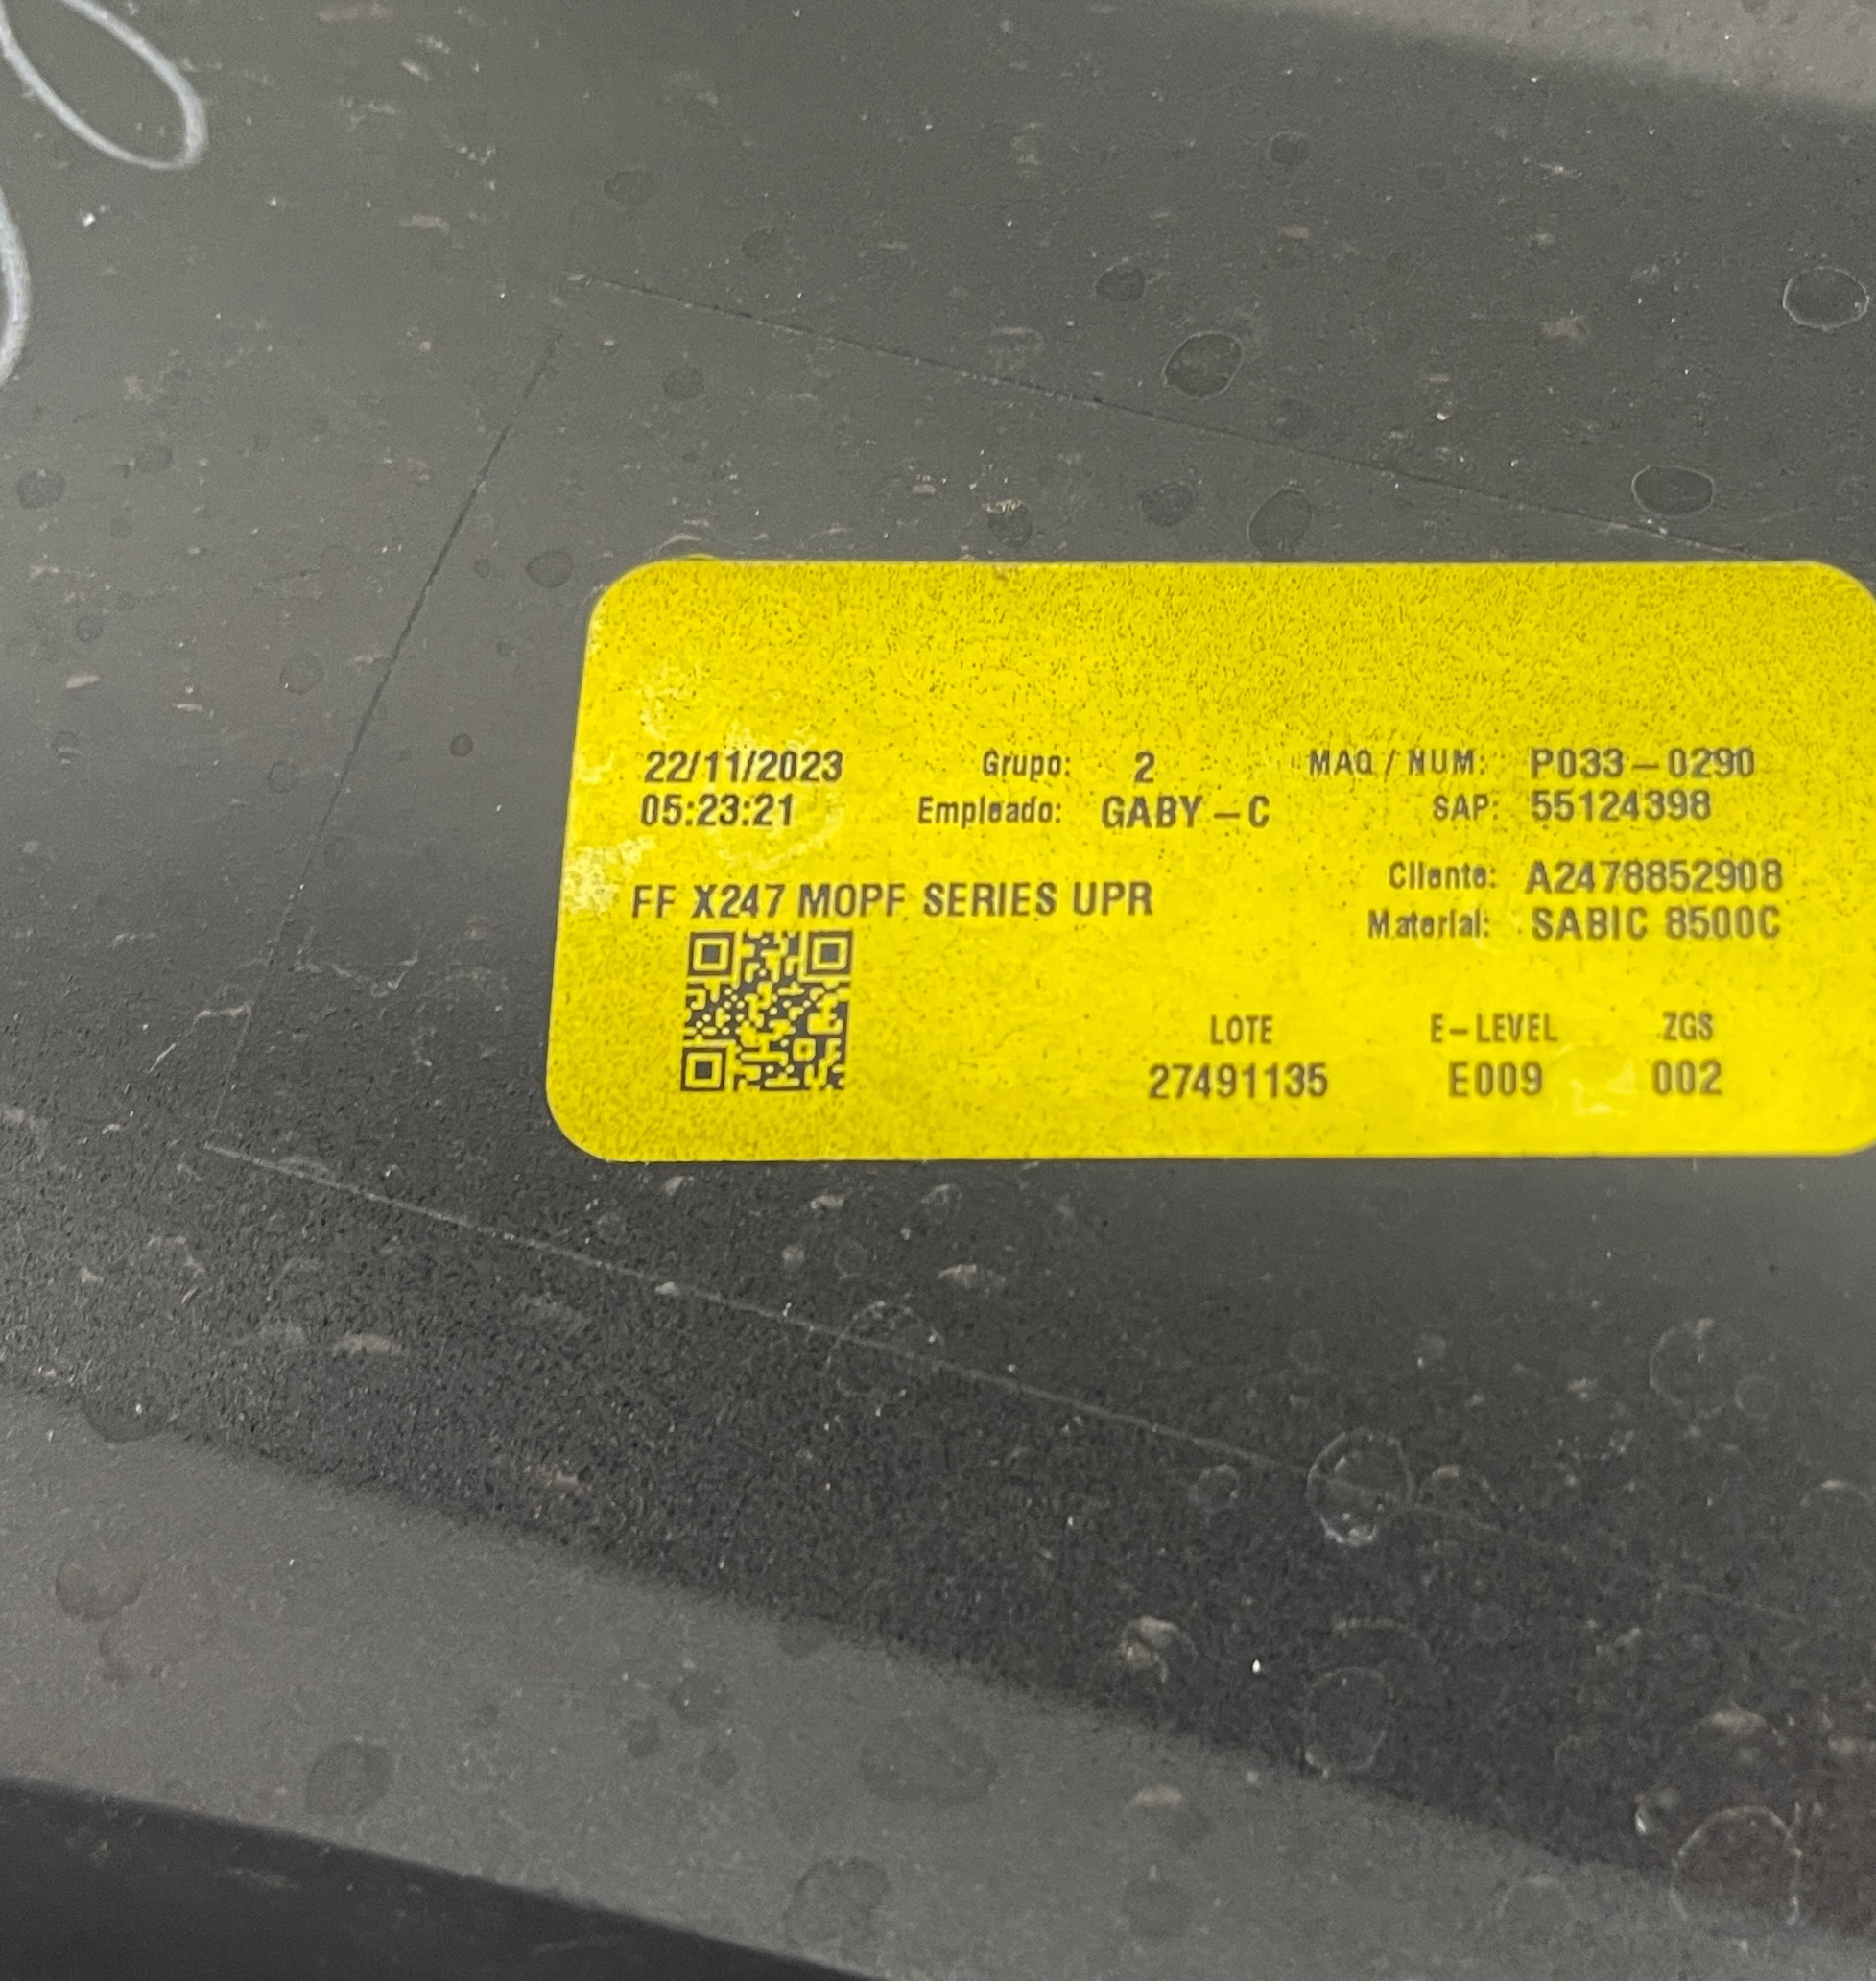 22/11/2023 Grupo: 2 MAQ / NUM: P033-0290
05:23:21 Empleado: GABY-C SAP: 55124398
Cliente: A2478852908
FF X247 MOPF SERIES UPR
Material: SABIC 8500C
LOTE E-LEVEL ZGS
27491135 E009 002